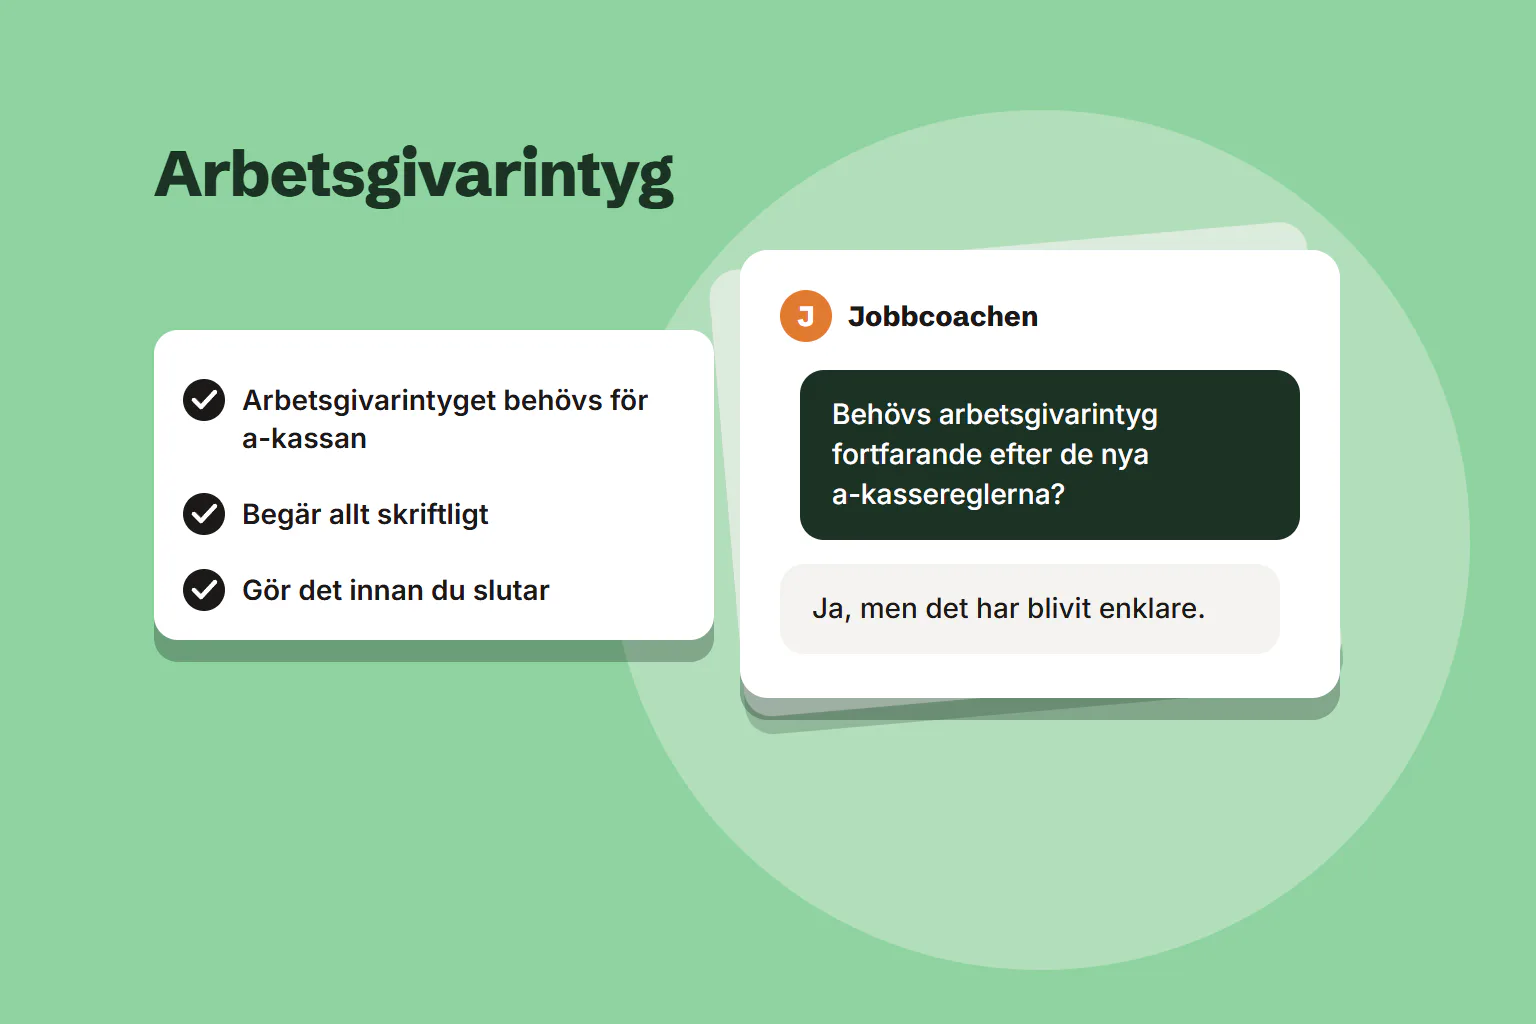 Arbetsgivarintyg
Arbetsgivarintyget behövs för
a-kassan
Begär allt skriftligt
Gör det innan du slutar
J Jobbcoachen
Behövs arbetsgivarintyg
fortfarande efter de nya
a-kassereglerna?
Ja, men det har blivit enklare.